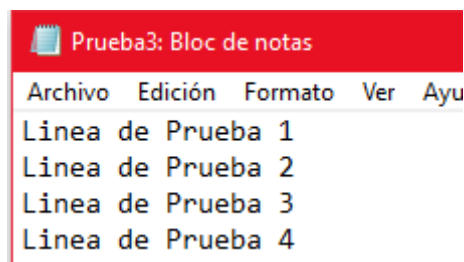 Prueba3: Bloc de notas
Archivo Edición Formato Ver Ayu
Linea de Prueba 1
Linea de Prueba 2
Linea de Prueba 3
Linea de Prueba 4